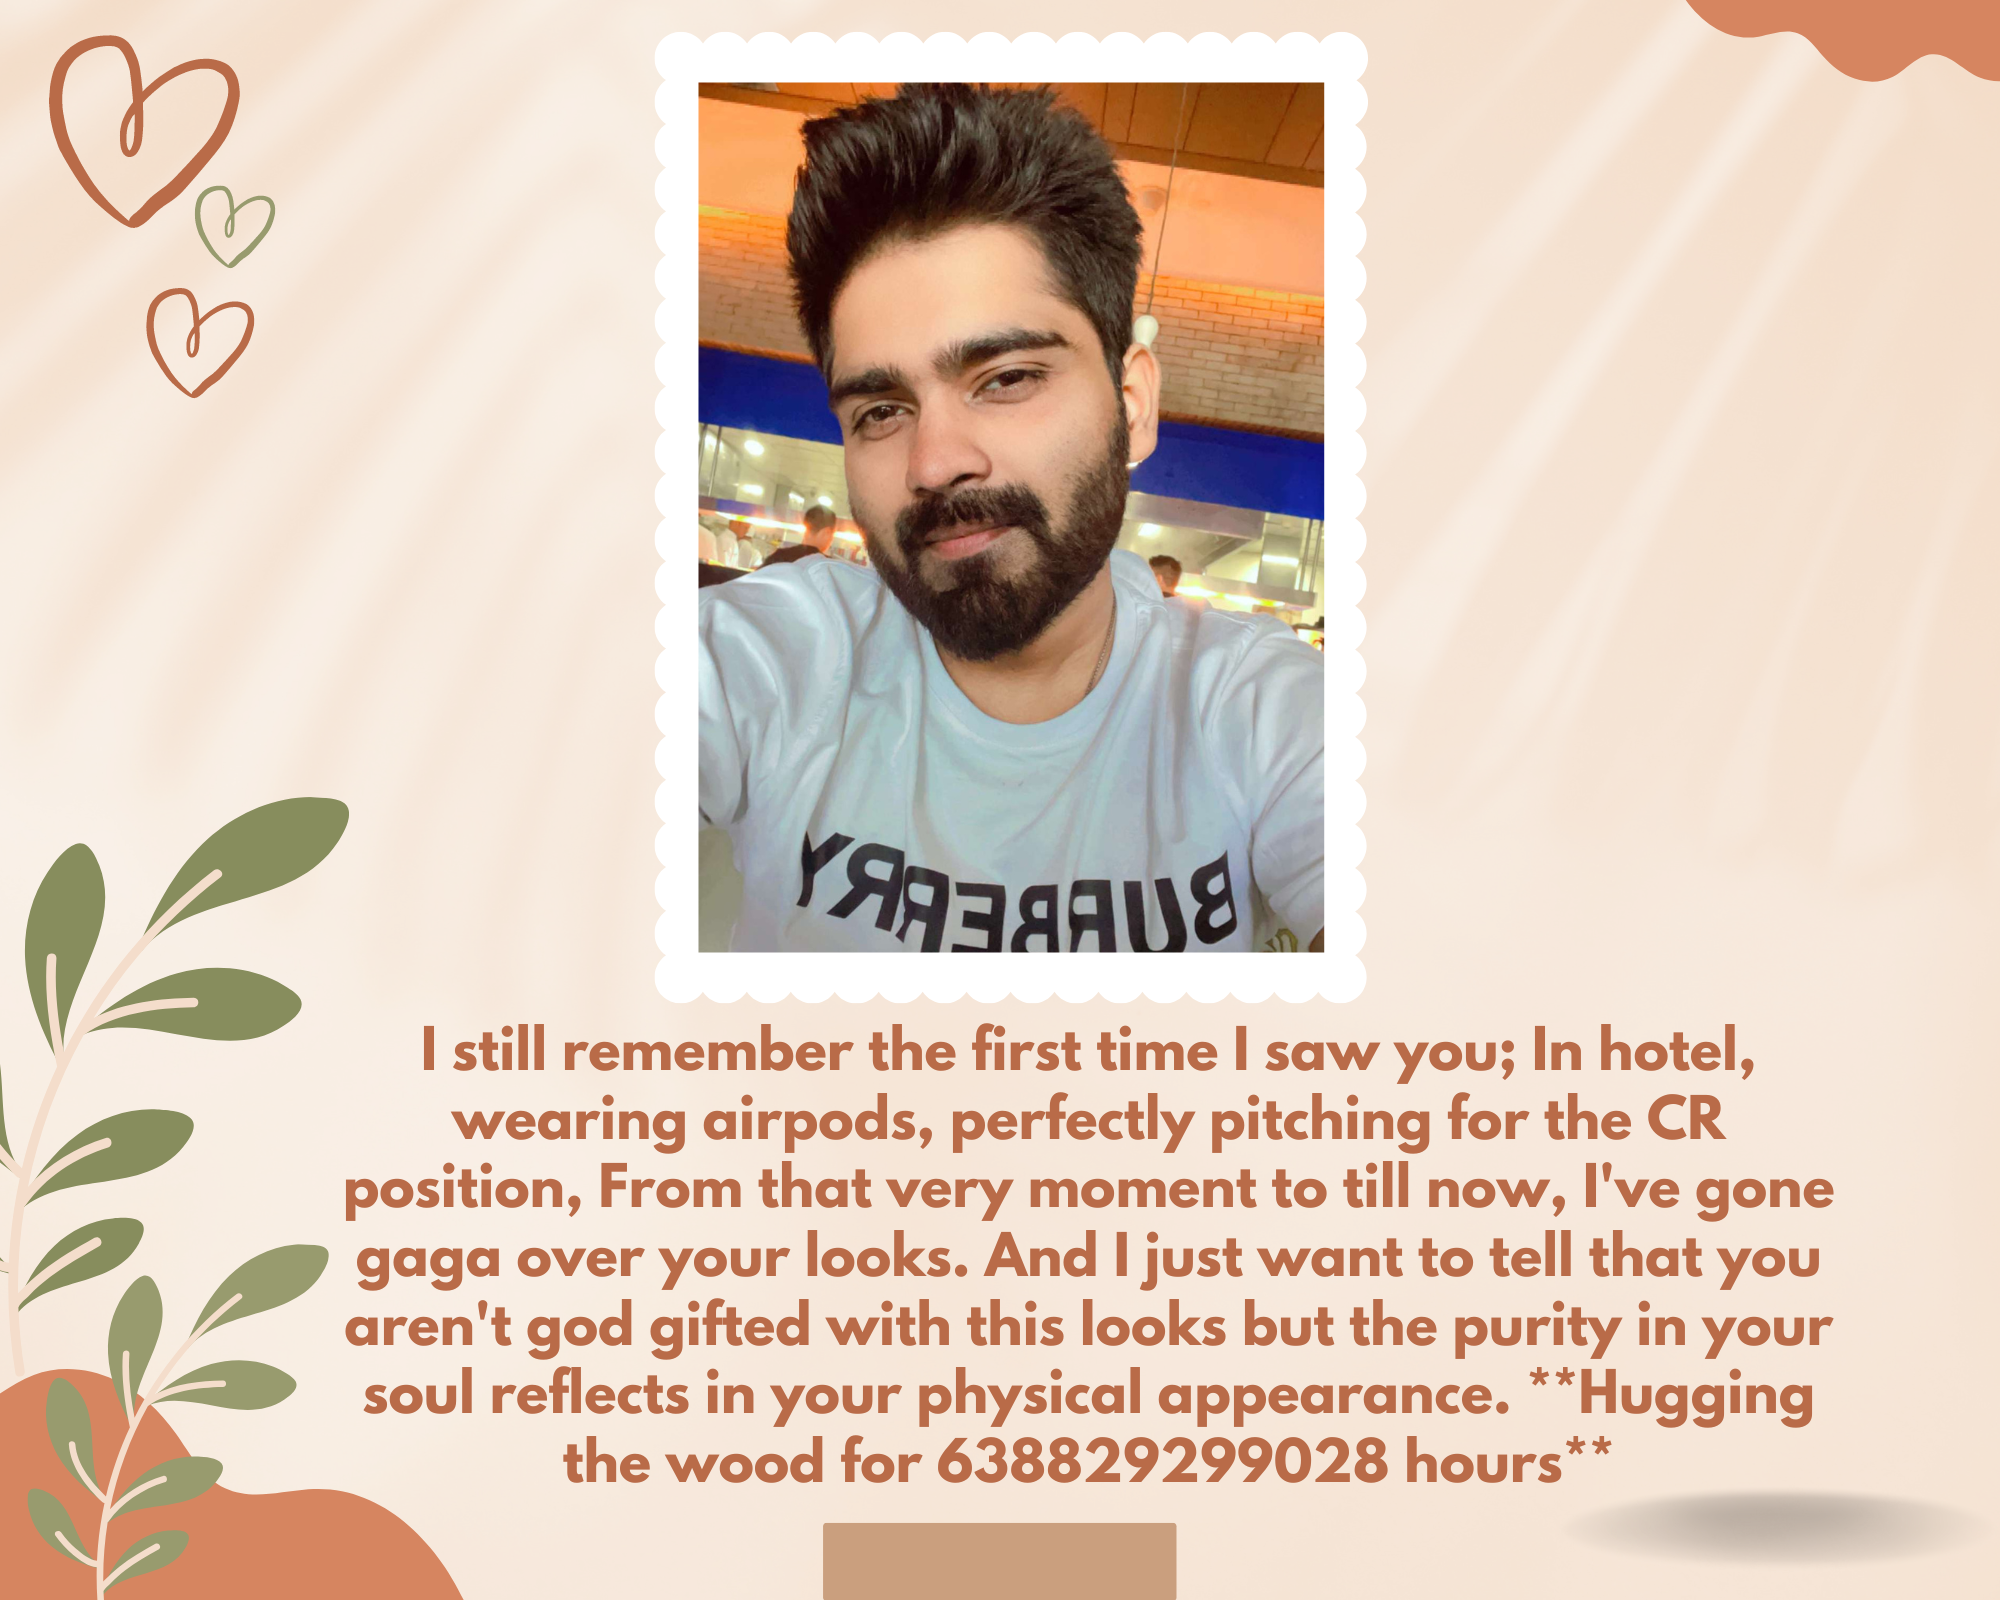 BURBERRY
I still remember the first time I saw you; In hotel,
wearing airpods, perfectly pitching for the CR
position, From that very moment to till now, I've gone
gaga over your looks. And I just want to tell that you
aren't god gifted with this looks but the purity in your
soul reflects in your physical appearance. **Hugging
the wood for 638829299028 hours**